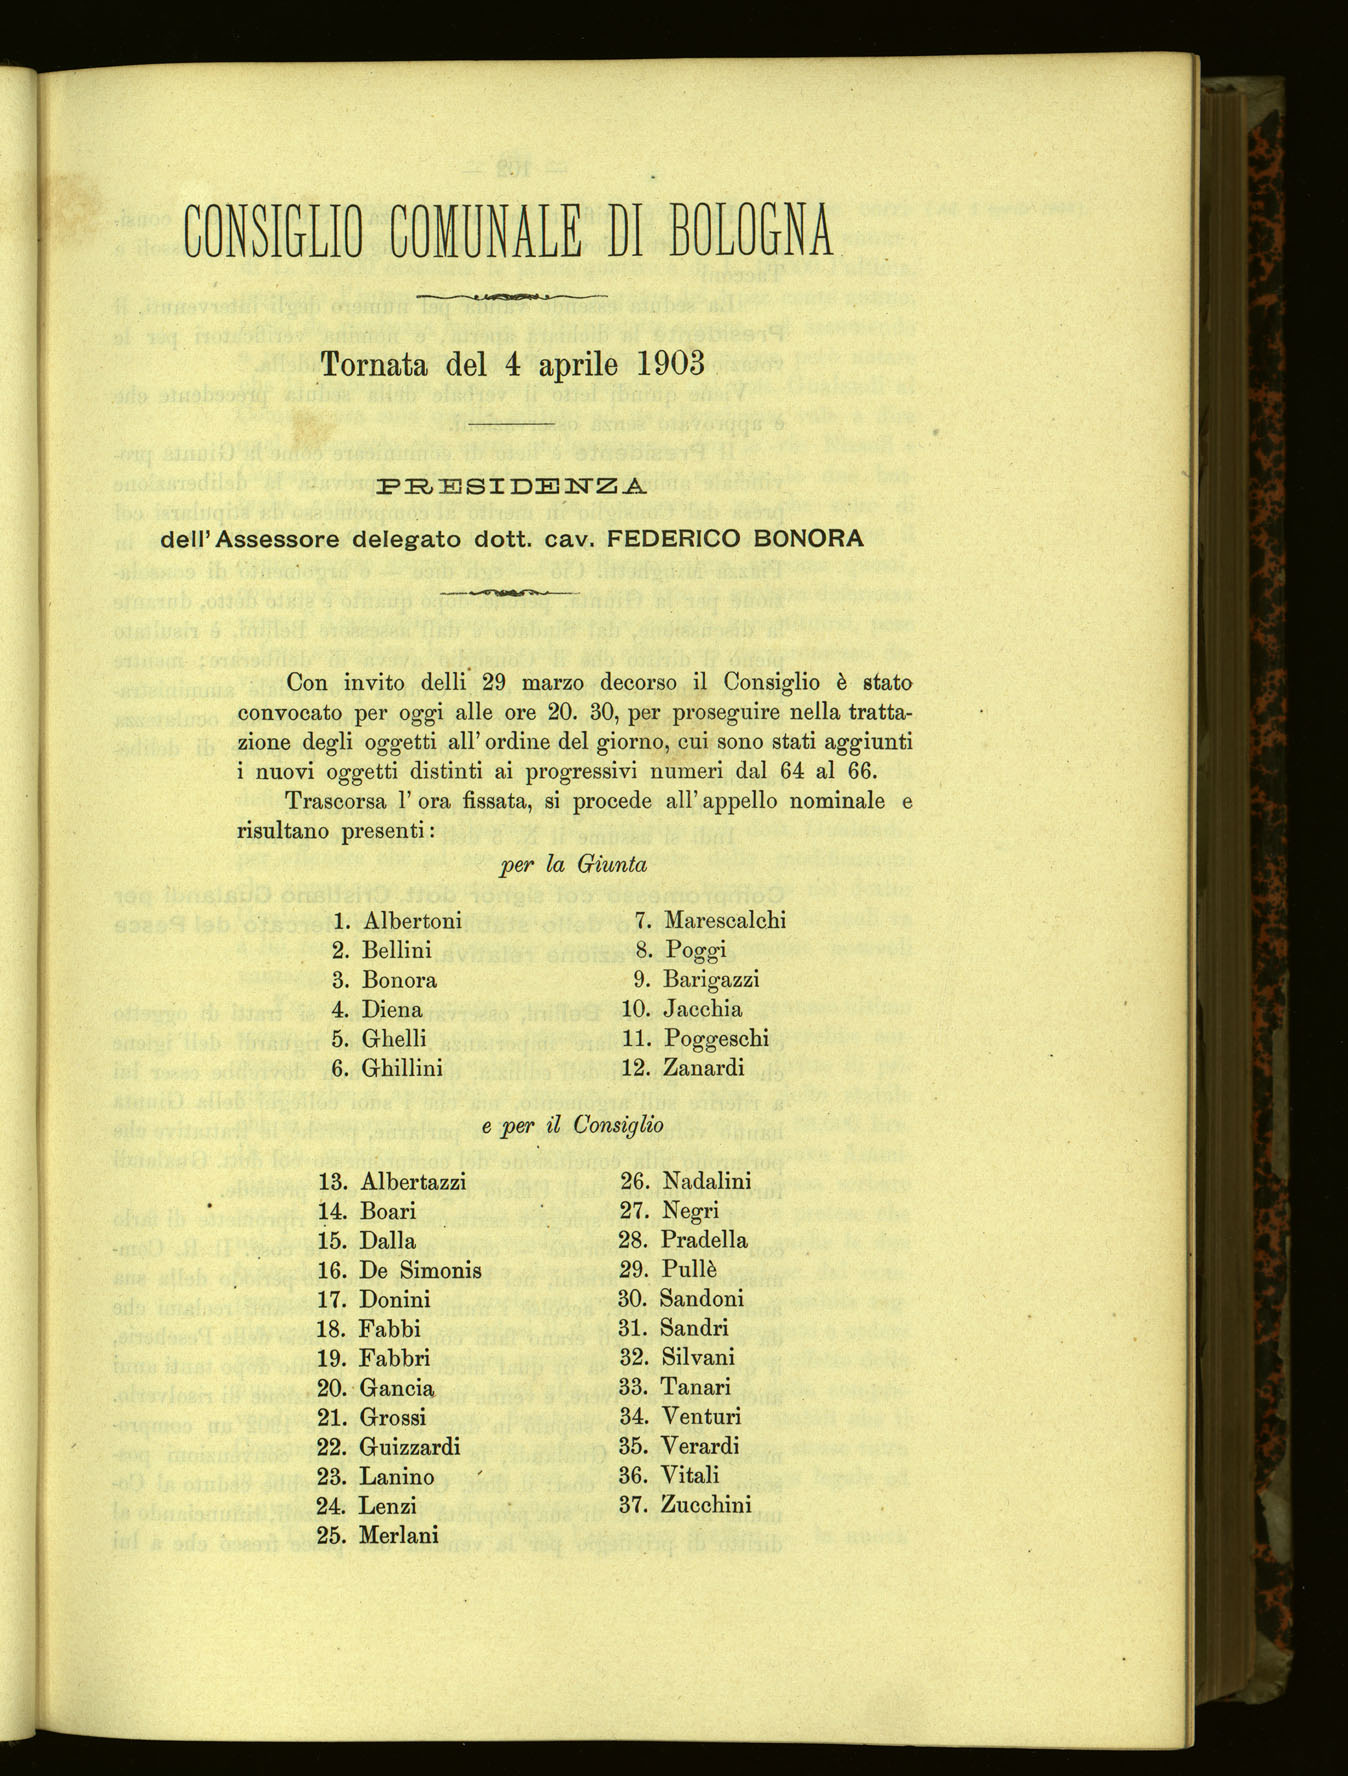 CONSIGLIO COMUNALE DI BOLOGNA
Tornata del 4 aprile 1903
PRESIDENZA
dell' Assessore delegato dott. cav. FEDERICO BONORA
Con invito delli 29 marzo decorso il Consiglio è stato
convocato per oggi alle ore 20. 30, per proseguire nella tratta-
zione degli oggetti all' ordine del giorno, cui sono stati aggiunti
i nuovi oggetti distinti ai progressivi numeri dal 64 al 66.
Trascorsa l' ora fissata, si procede all' appello nominale e
risultano presenti:
per la Giunta
1. Albertoni
2. Bellini
3. Bonora
4. Diena
5. Ghelli
6. Ghillini
7. Marescalchi
8. Poggi
9. Barigazzi
10. Jacchia
11. Poggeschi
12. Zanardi
e per il Consiglio
13. Albertazzi
14. Boari
15. Dalla
16. De Simonis
17. Donini
18. Fabbi
19. Fabbri
20. Gancia
21. Grossi
22. Guizzardi
23. Lanino
24. Lenzi
25. Merlani
26. Nadalini
27. Negri
28. Pradella
29. Pullè
30. Sandoni
31. Sandri
32. Silvani
33. Tanari
34. Venturi
35. Verardi
36. Vitali
37. Zucchini